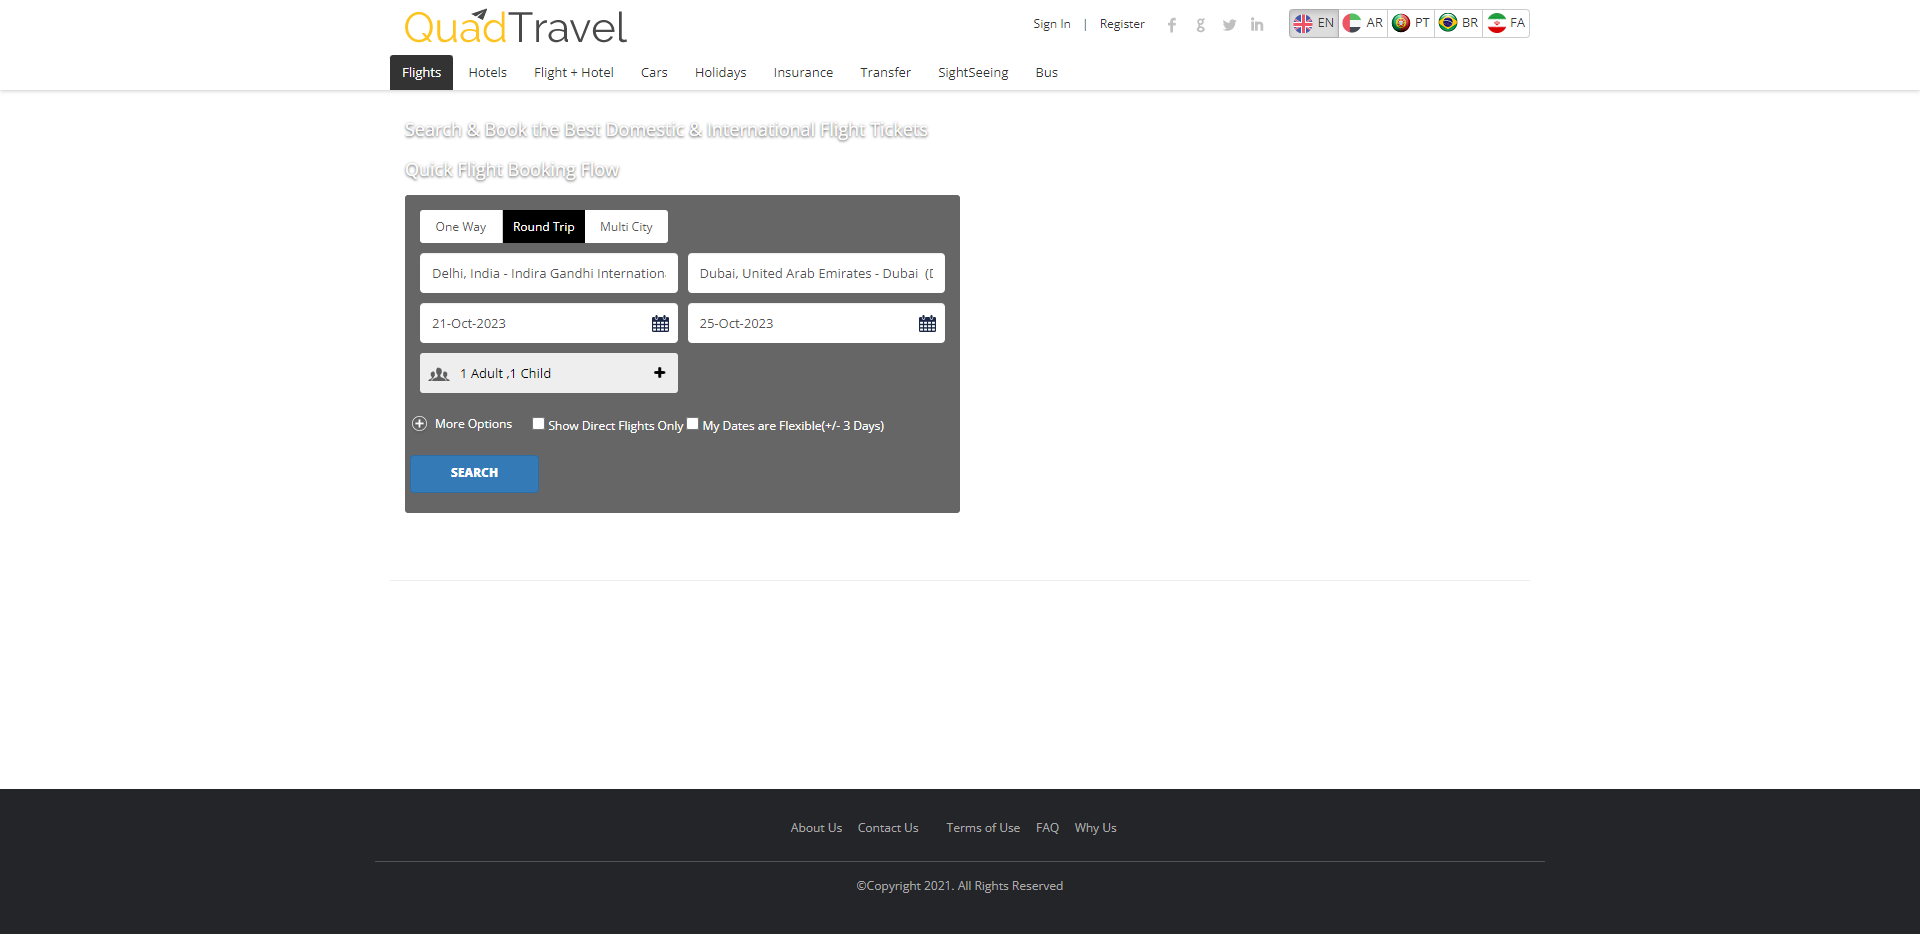 QuadTravel
Sign In | Register
EN AR PT BR FA
Flights Hotels Flight + Hotel Cars Holidays Insurance Transfer SightSeeing Bus
Search & Book the Best Domestic & International Flight Tickets
Quick Flight Booking Flow
One Way Round Trip Multi City
Delhi, India - Indira Gandhi Internation Dubai, United Arab Emirates - Dubai (D
21-Oct-2023 25-Oct-2023
1 Adult ,1 Child
More Options Show Direct Flights Only My Dates are Flexible(+/- 3 Days)
SEARCH
About Us Contact Us Terms of Use FAQ Why Us
©Copyright 2021. All Rights Reserved